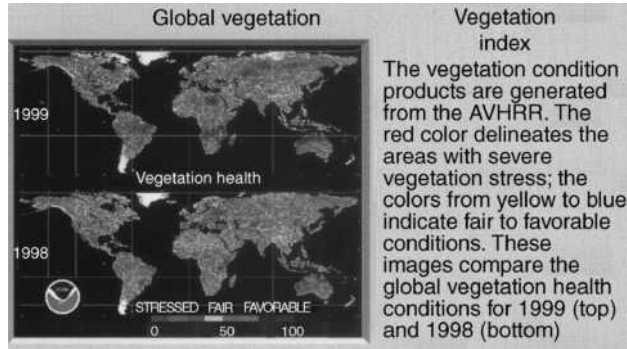 Global vegetation
1999
Vegetation health
1998
STRESSED FAIR FAVORABLE
0 50 100
Vegetation
index
The vegetation condition
products are generated
from the AVHRR. The
red color delineates the
areas with severe
vegetation stress; the
colors from yellow to blue
indicate fair to favorable
conditions. These
images compare the
global vegetation health
conditions for 1999 (top)
and 1998 (bottom)